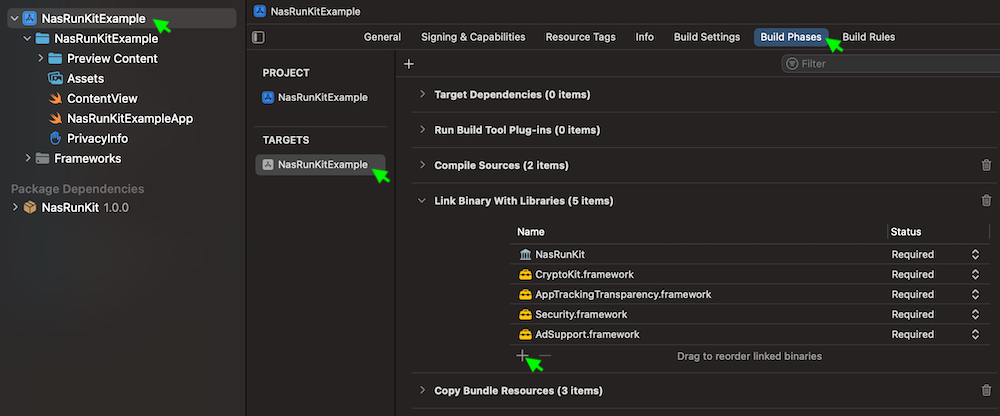 NasRunKitExample
NasRunKitExample
Preview Content
Assets
ContentView
NasRunKitExampleApp
PrivacyInfo
Frameworks
Package Dependencies
NasRunKit 1.0.0
NasRunKitExample
General Signing & Capabilities Resource Tags Info Build Settings Build Phases Build Rules
PROJECT
NasRunKitExample
TARGETS
NasRunKitExample
Filter
Target Dependencies (0 items)
Run Build Tool Plug-ins (0 items)
Compile Sources (2 items)
Link Binary With Libraries (5 items)
Name Status
NasRunKit Required
CryptoKit.framework Required
AppTrackingTransparency.framework Required
Security.framework Required
AdSupport.framework Required
Drag to reorder linked binaries
Copy Bundle Resources (3 items)